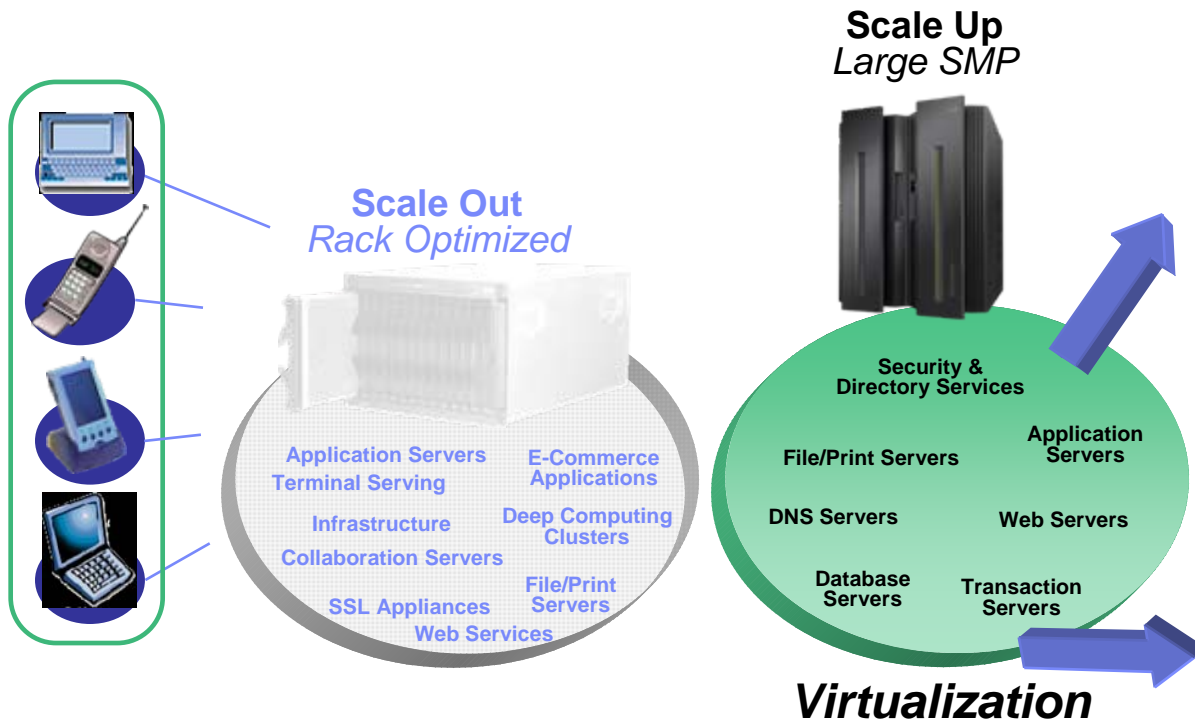 Scale Up
Large SMP
Scale Out
Rack Optimized
Application Servers
Terminal Serving
E-Commerce
Applications
Infrastructure
Deep Computing
Clusters
Collaboration Servers
File/Print
Servers
SSL Appliances
Web Services
Security &
Directory Services
Application
Servers
File/Print Servers
DNS Servers
Web Servers
Database
Servers
Transaction
Servers
Virtualization